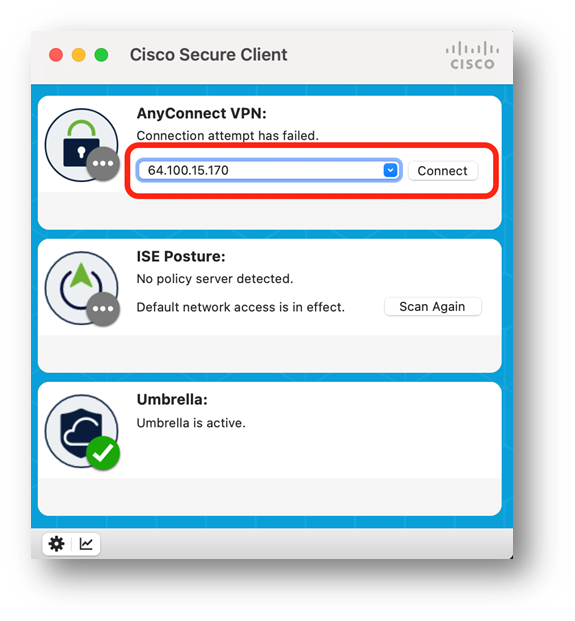 Cisco Secure Client
CISCO
AnyConnect VPN:
Connection attempt has failed.
64.100.15.170
Connect
ISE Posture:
No policy server detected.
Default network access is in effect.
Scan Again
Umbrella:
Umbrella is active.